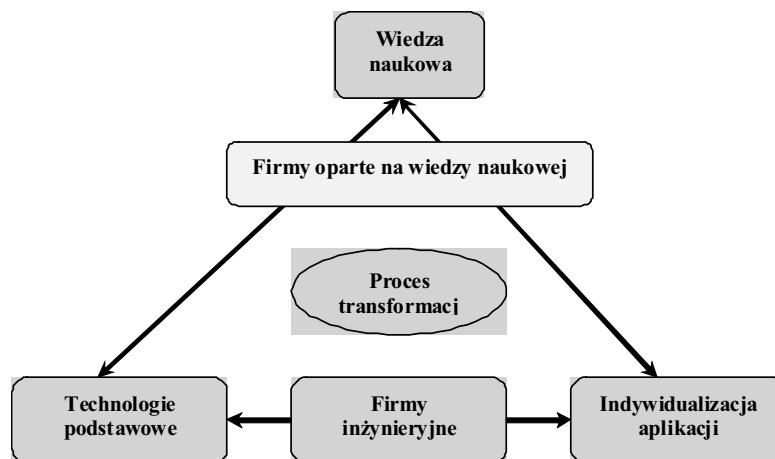 Wiedza
naukowa
Firmy oparte na wiedzy naukowej
Proces
transformacj
Technologie
podstawowe
Firmy
inżynieryjne
Indywidualizacja
aplikacji